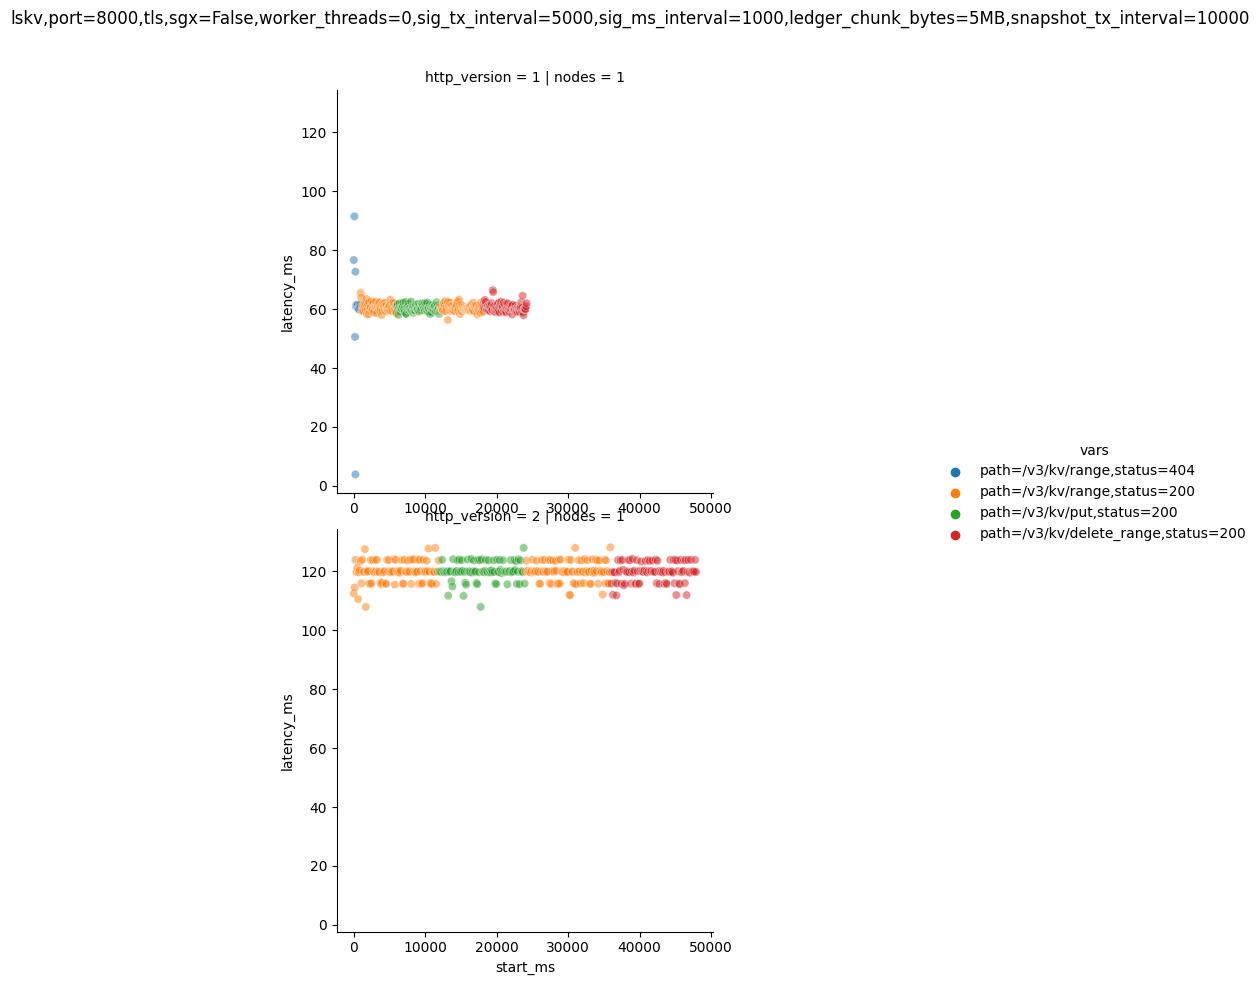 lskv,port=8000,tls,sgx=False,worker_threads=0,sig_tx_interval=5000,sig_ms_interval=1000,ledger_chunk_bytes=5MB,snapshot_tx_interval=10000
http_version = 1 | nodes = 1
120
100
80
60
40
20
0
latency_ms
0 10000 20000 30000 40000 50000
http_version = 2 | nodes = 1
120
100
80
60
40
20
0
latency_ms
0 10000 20000 30000 40000 50000
start_ms
vars
path=/v3/kv/range,status=404
path=/v3/kv/range,status=200
path=/v3/kv/put,status=200
path=/v3/kv/delete_range,status=200